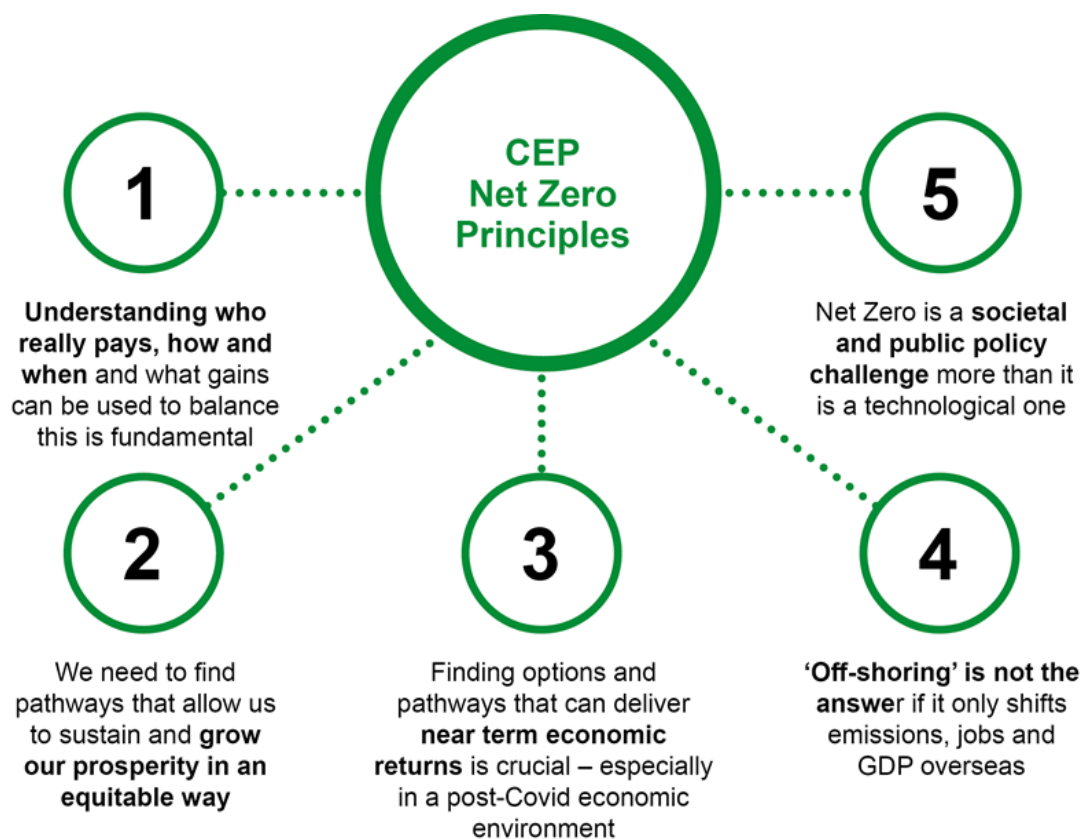 CEP
Net Zero
Principles
1
Understanding who
really pays, how and
when and what gains
can be used to balance
this is fundamental
2
We need to find
pathways that allow us
to sustain and grow
our prosperity in an
equitable way
3
Finding options and
pathways that can deliver
near term economic
returns is crucial – especially
in a post-Covid economic
environment
4
‘Off-shoring’ is not the
answer if it only shifts
emissions, jobs and
GDP overseas
5
Net Zero is a societal
and public policy
challenge more than it
is a technological one